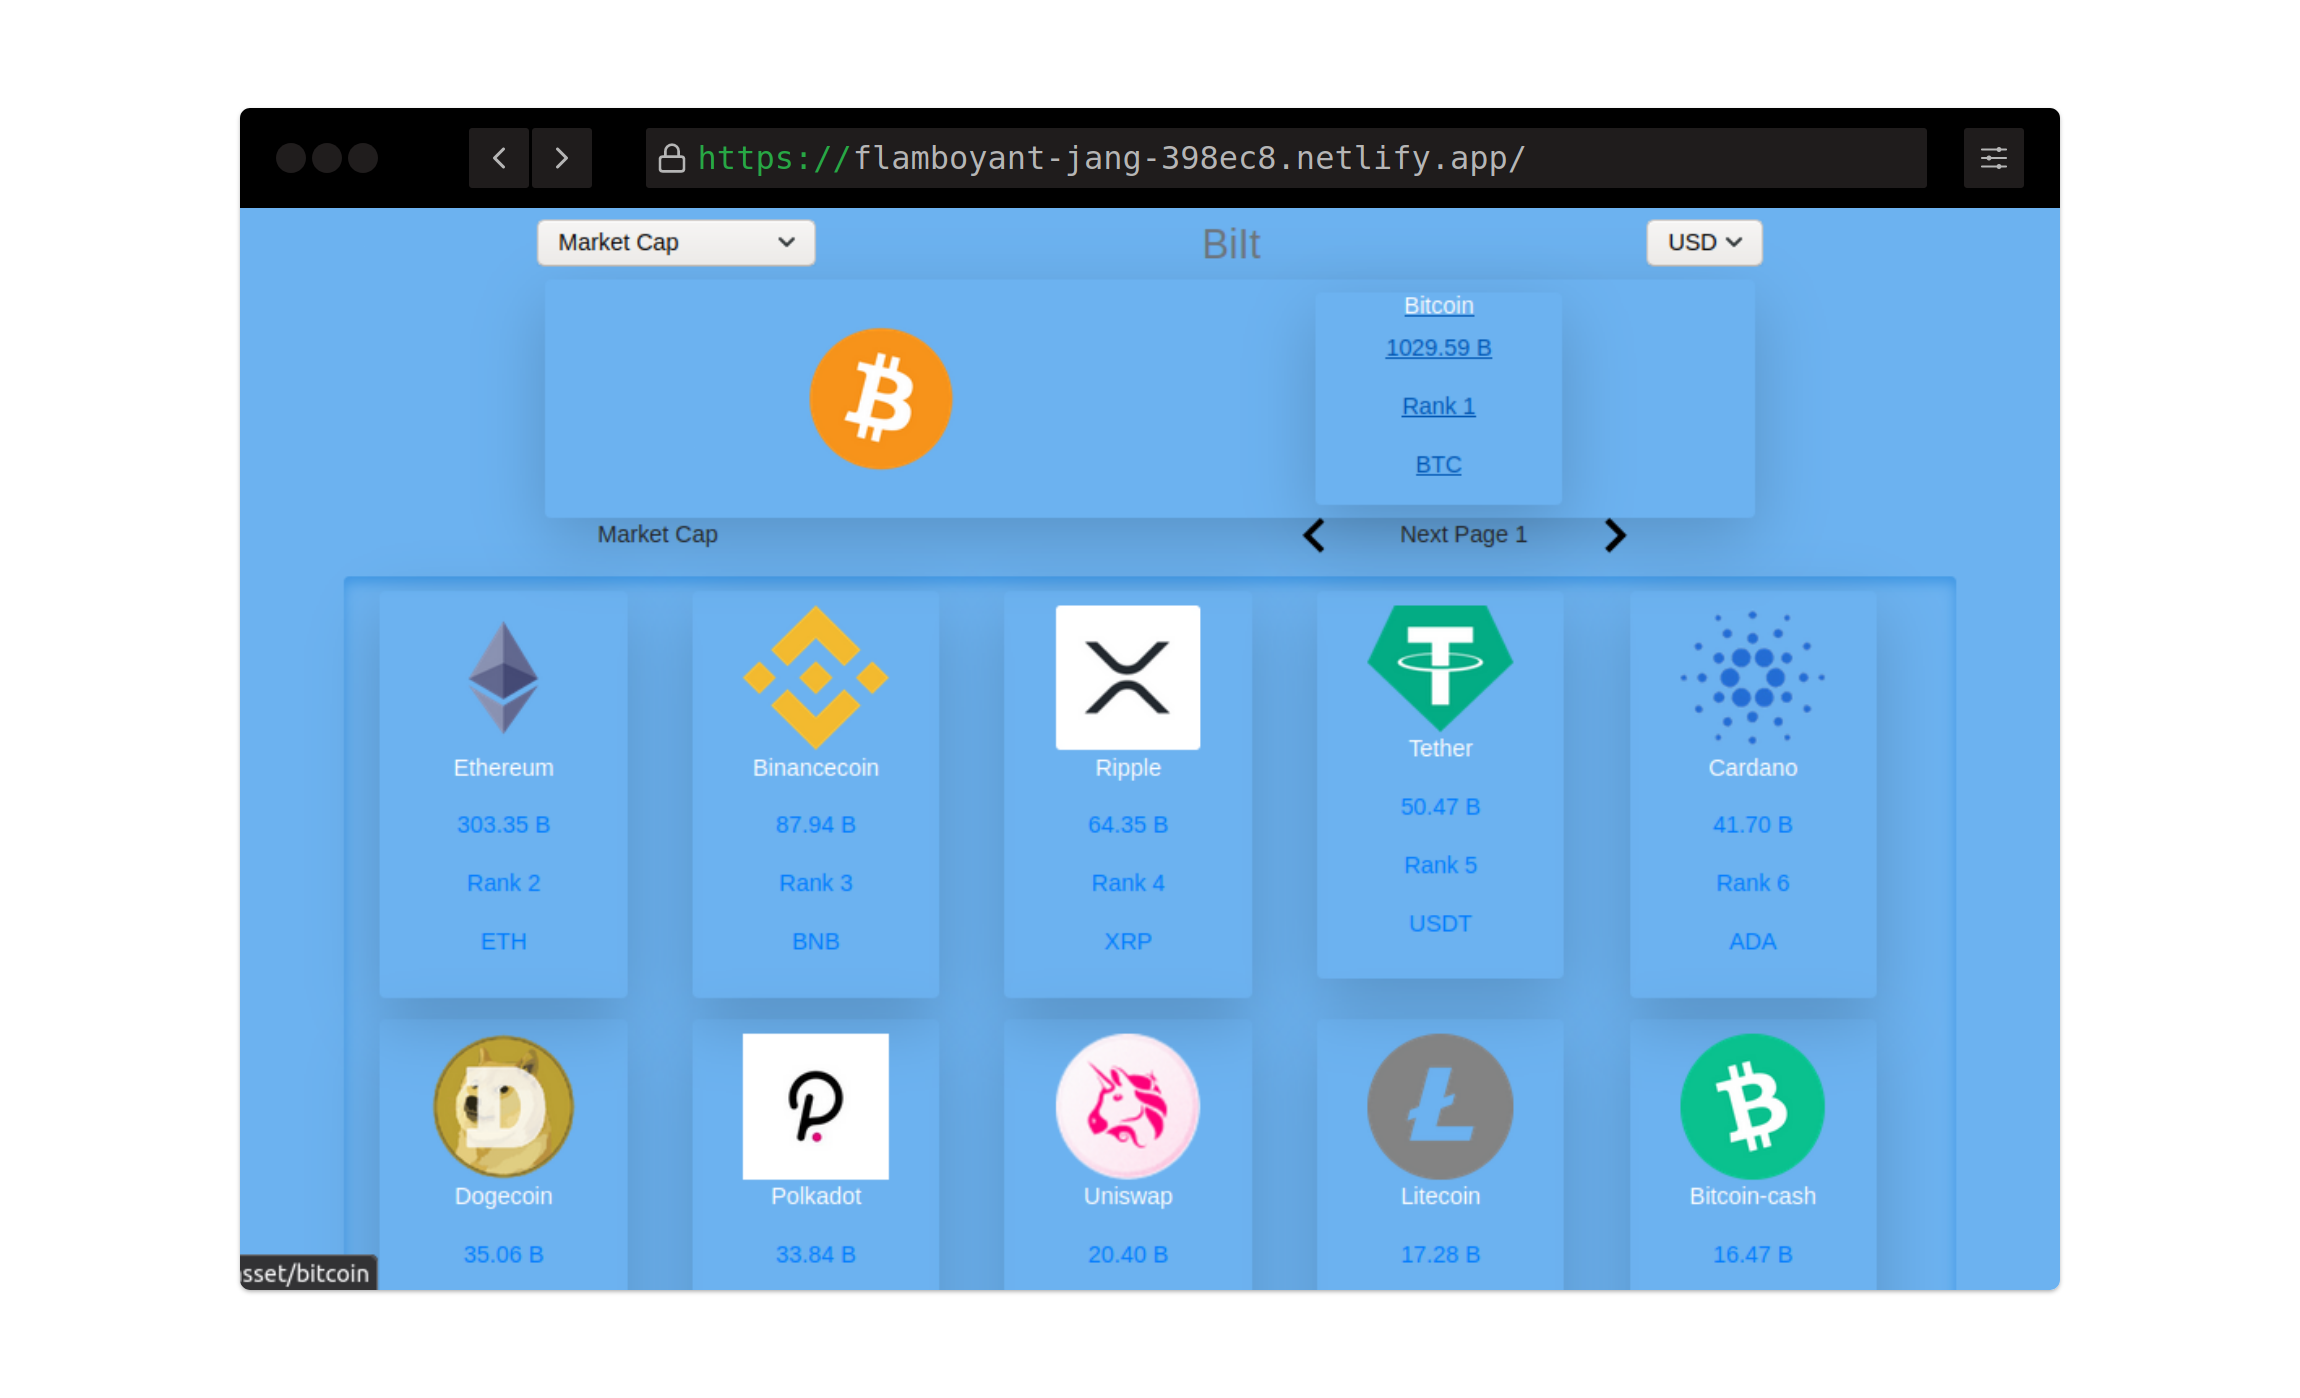 https://flamboyant-jang-398ec8.netlify.app/
Market Cap
Bilt
USD
Bitcoin
1029.59 B
Rank 1
BTC
Market Cap
Next Page 1
Ethereum
303.35 B
Rank 2
ETH
Binancecoin
87.94 B
Rank 3
BNB
Ripple
64.35 B
Rank 4
XRP
Tether
50.47 B
Rank 5
USDT
Cardano
41.70 B
Rank 6
ADA
Dogecoin
35.06 B
Polkadot
33.84 B
Uniswap
20.40 B
Litecoin
17.28 B
Bitcoin-cash
16.47 B
sset/bitcoin